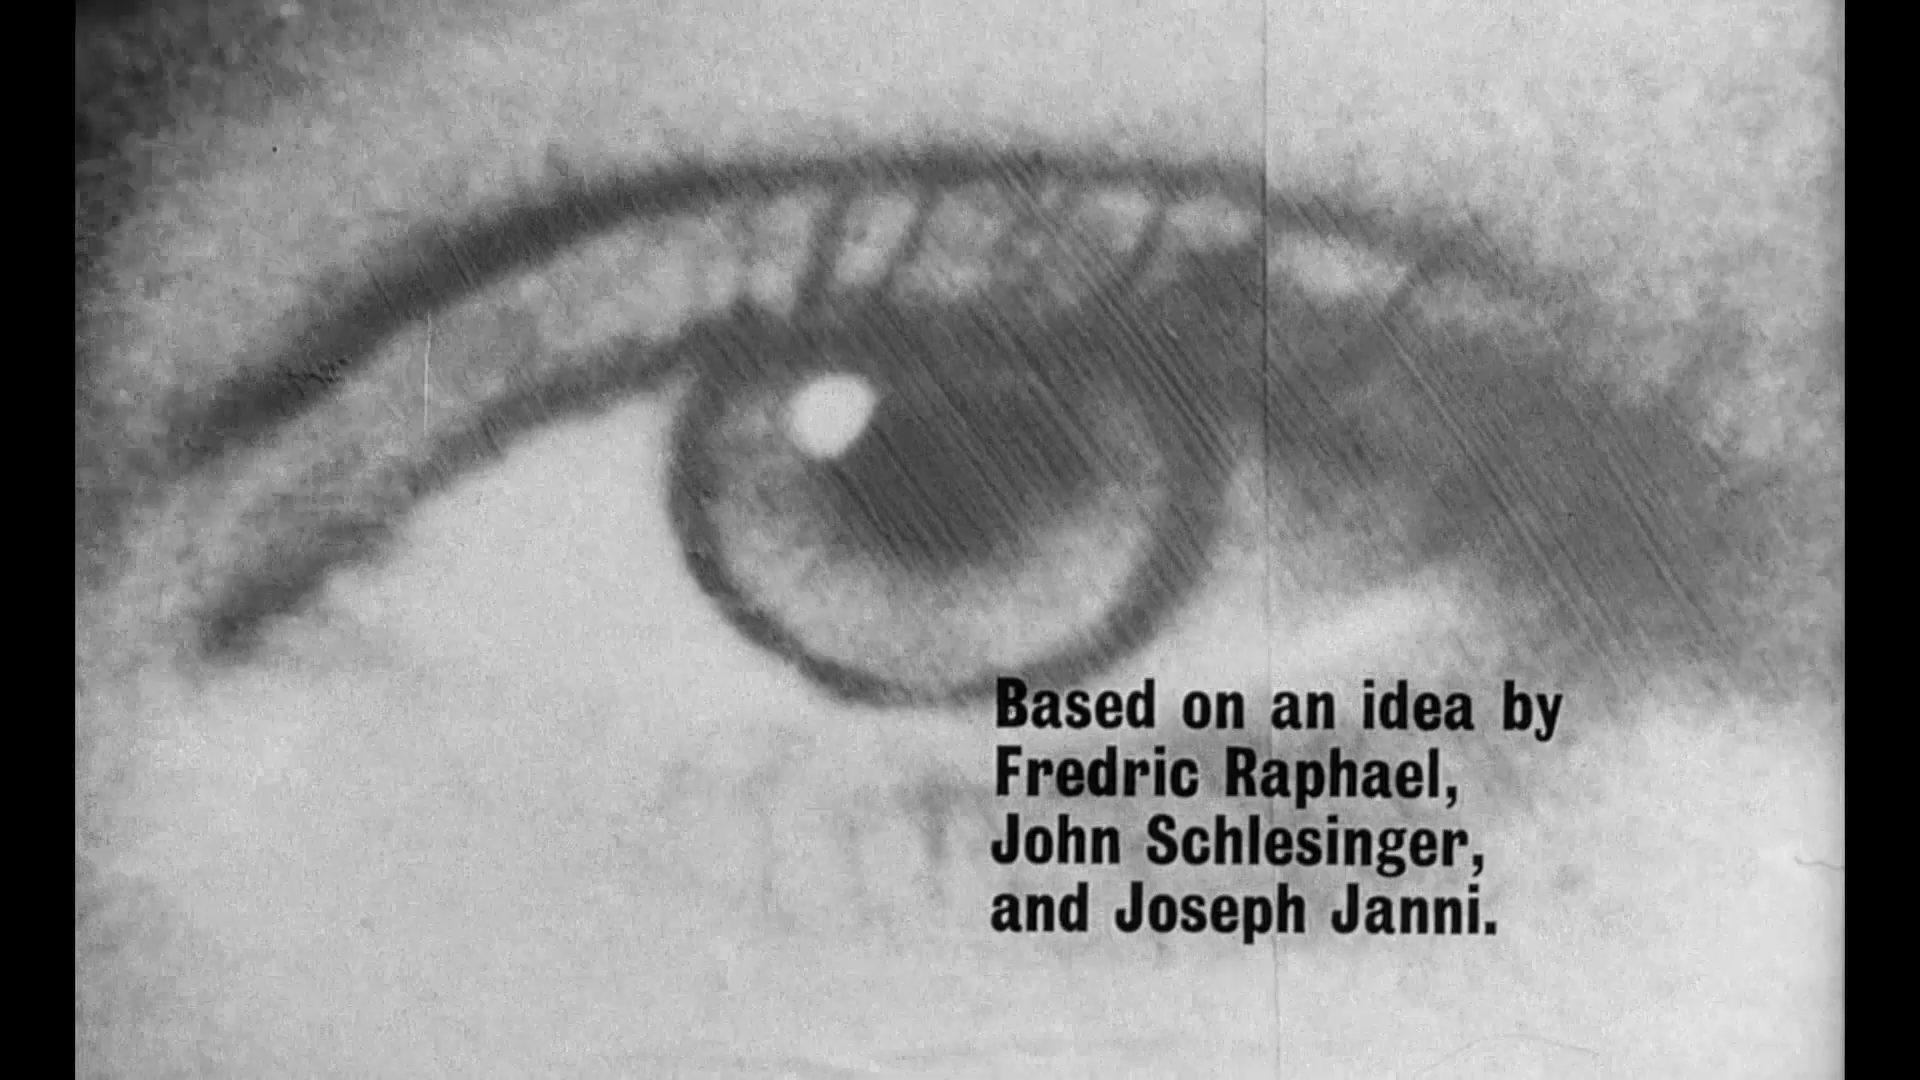 Based on an idea by
Fredric Raphael,
John Schlesinger,
and Joseph Janni.